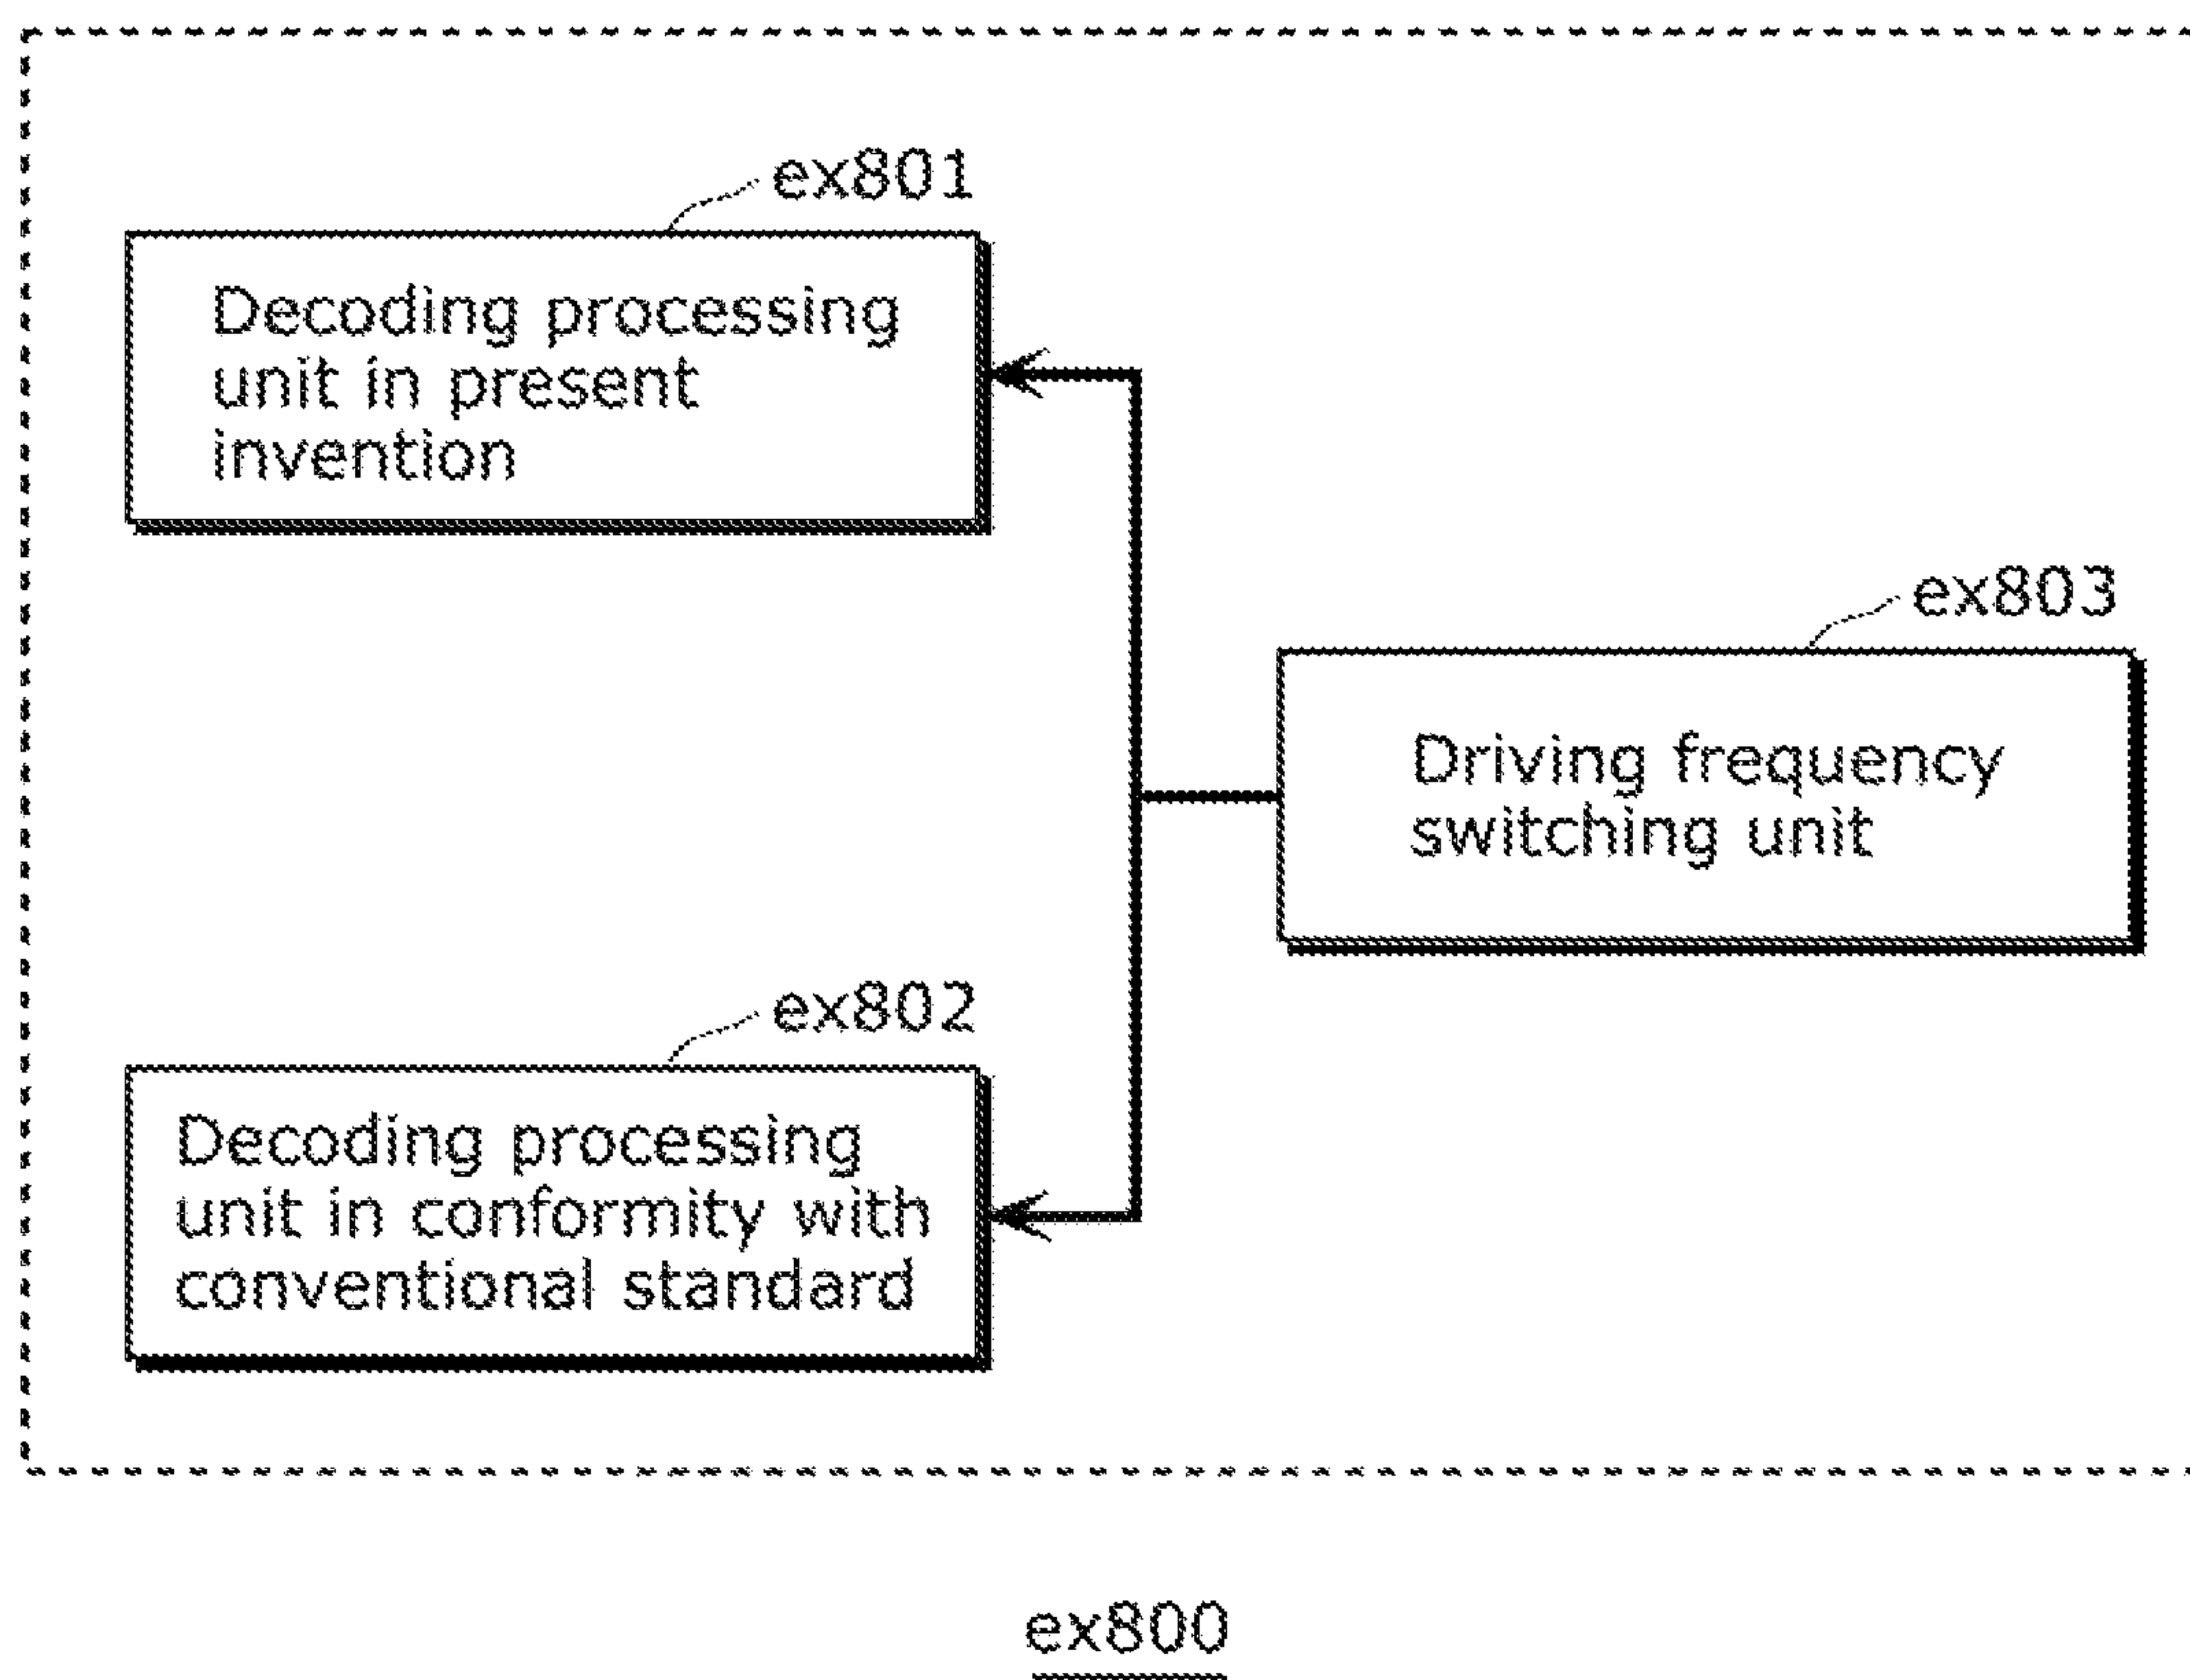 ex801
Decoding processing
unit in present
invention
ex803
Driving frequency
switching unit
ex802
Decoding processing
unit in conformity with
conventional standard
ex800